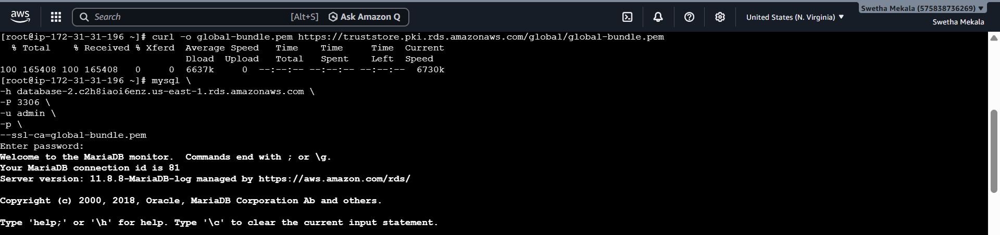 aws
Search [Alt+S] Ask Amazon Q
United States (N. Virginia) ▼
Swetha Mekala (575838736269) ▼
Swetha Mekala
[root@ip-172-31-31-196 ~]# curl -o global-bundle.pem https://truststore.pki.rds.amazonaws.com/global/global-bundle.pem
  % Total    % Received % Xferd  Average Speed   Time    Time     Time  Current
                                 Dload  Upload   Total   Spent    Left  Speed
100 165408 100 165408   0     0  6637k     0  --:--:-- --:--:-- --:--:--  6730k
[root@ip-172-31-31-196 ~]# mysql \
-h database-2.c2h8iaoi6enz.us-east-1.rds.amazonaws.com \
-P 3306 \
-u admin \
-p \
--ssl-ca=global-bundle.pem
Enter password:
Welcome to the MariaDB monitor.  Commands end with ; or \g.
Your MariaDB connection id is 81
Server version: 11.8.8-MariaDB-log managed by https://aws.amazon.com/rds/
Copyright (c) 2000, 2018, Oracle, MariaDB Corporation Ab and others.
Type 'help;' or '\h' for help. Type '\c' to clear the current input statement.